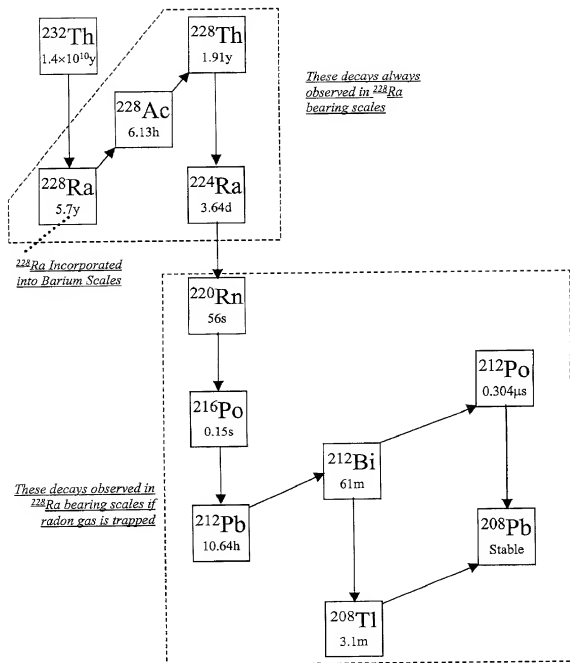 ²³²Th
1.4×10¹⁰y
²²⁸Th
1.91y
²²⁸Ac
6.13h
These decays always
observed in ²²⁸Ra
bearing scales
²²⁸Ra
5.7y
²²⁴Ra
3.64d
²²⁸Ra Incorporated
into Barium Scales
²²⁰Rn
56s
²¹⁶Po
0.15s
²¹²Po
0.304μs
²¹²Bi
61m
These decays observed in
²²⁸Ra bearing scales if
radon gas is trapped
²¹²Pb
10.64h
²⁰⁸Pb
Stable
²⁰⁸Tl
3.1m